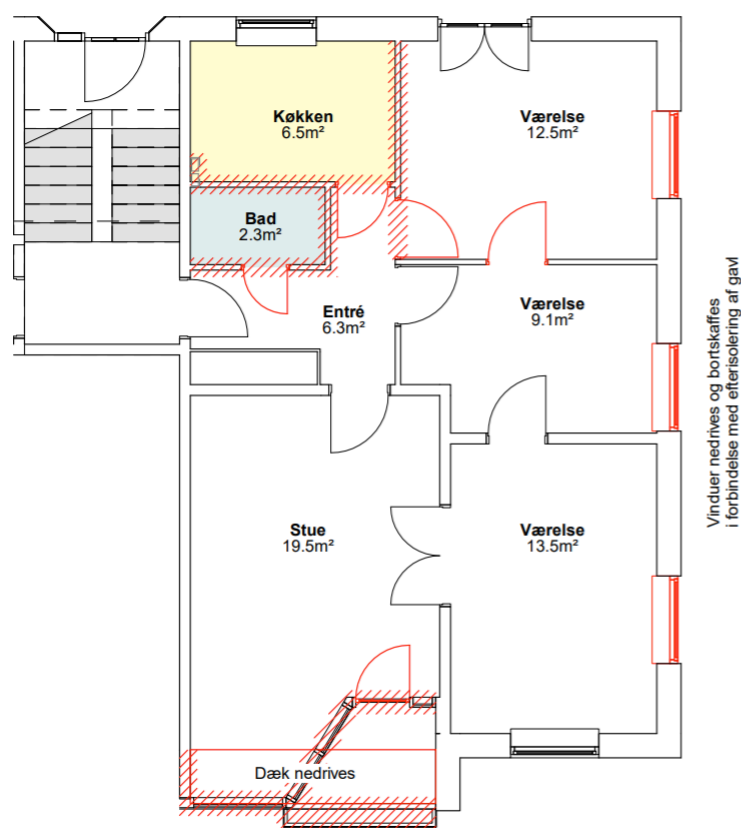 Køkken
6.5m²
Værelse
12.5m²
Bad
2.3m²
Entré
6.3m²
Værelse
9.1m²
Stue
19.5m²
Værelse
13.5m²
Dæk nedrives
Vinduer nedrives og bortskaffes
i forbindelse med efterisolering af gavl